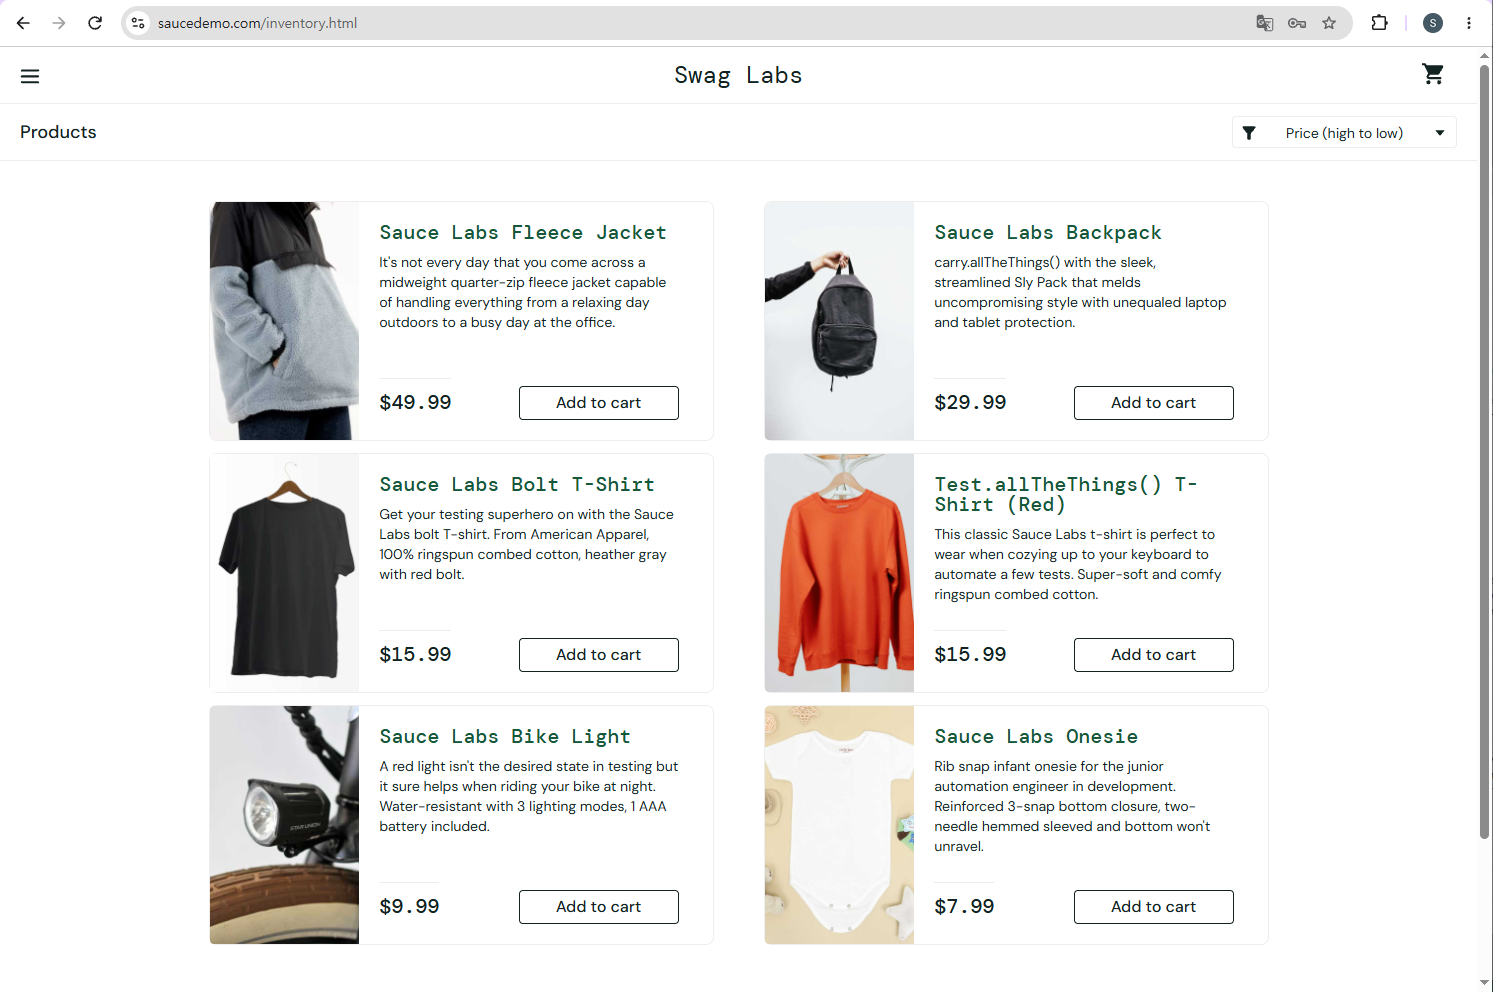 saucedemo.com/inventory.html
S
Swag Labs
Products
Price (high to low)
Sauce Labs Fleece Jacket
It's not every day that you come across a
midweight quarter-zip fleece jacket capable
of handling everything from a relaxing day
outdoors to a busy day at the office.
$49.99
Add to cart
Sauce Labs Backpack
carry.allTheThings() with the sleek,
streamlined Sly Pack that melds
uncompromising style with unequaled laptop
and tablet protection.
$29.99
Add to cart
Sauce Labs Bolt T-Shirt
Get your testing superhero on with the Sauce
Labs bolt T-shirt. From American Apparel,
100% ringspun combed cotton, heather gray
with red bolt.
$15.99
Add to cart
Test.allTheThings() T-
Shirt (Red)
This classic Sauce Labs t-shirt is perfect to
wear when cozying up to your keyboard to
automate a few tests. Super-soft and comfy
ringspun combed cotton.
$15.99
Add to cart
STAR UNION
Sauce Labs Bike Light
A red light isn't the desired state in testing but
it sure helps when riding your bike at night.
Water-resistant with 3 lighting modes, 1 AAA
battery included.
$9.99
Add to cart
Sauce Labs Onesie
Rib snap infant onesie for the junior
automation engineer in development.
Reinforced 3-snap bottom closure, two-
needle hemmed sleeved and bottom won't
unravel.
$7.99
Add to cart